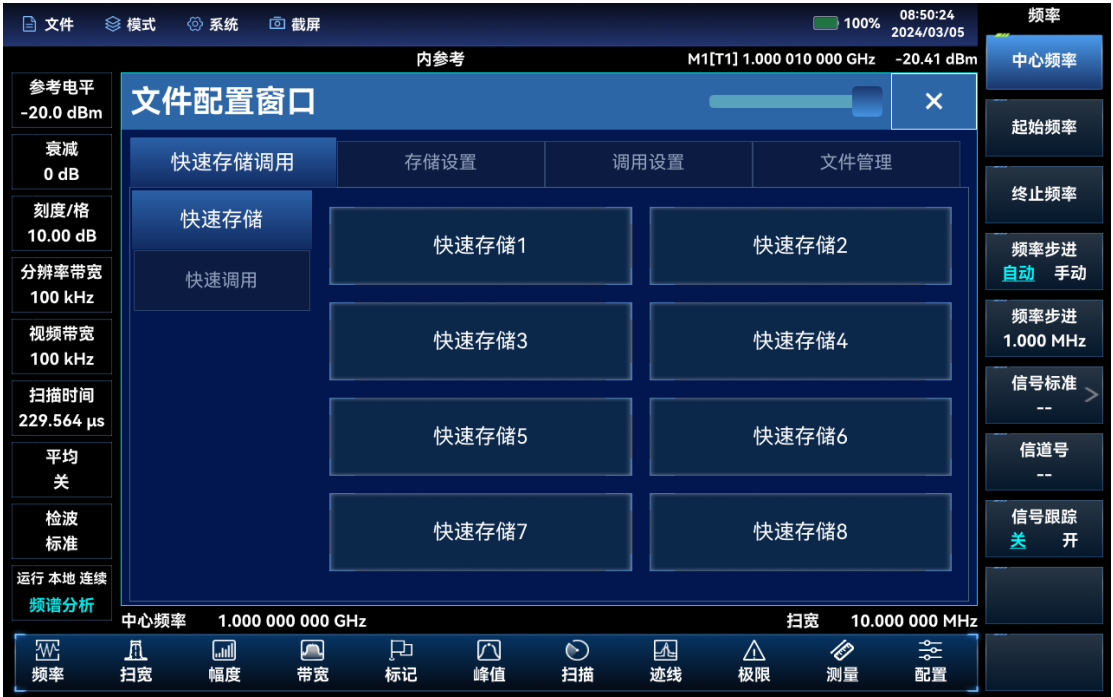 文件 模式 系统 截屏 100% 08:50:24
2024/03/05
内参考 M1[T1] 1.000 010 000 GHz -20.41 dBm
参考电平
-20.0 dBm
衰减
0 dB
刻度/格
10.00 dB
分辨率带宽
100 kHz
视频带宽
100 kHz
扫描时间
229.564 μs
平均
关
检波
标准
运行 本地 连续
频谱分析
文件配置窗口
快速存储调用 存储设置 调用设置 文件管理
快速存储
快速调用
快速存储1 快速存储2
快速存储3 快速存储4
快速存储5 快速存储6
快速存储7 快速存储8
中心频率 1.000 000 000 GHz 扫宽 10.000 000 MHz
频率
中心频率
起始频率
终止频率
频率步进
自动 手动
频率步进
1.000 MHz
信号标准 >
--
信道号
--
信号跟踪
关 开
频率 扫宽 幅度 带宽 标记 峰值 扫描 迹线 极限 测量 配置